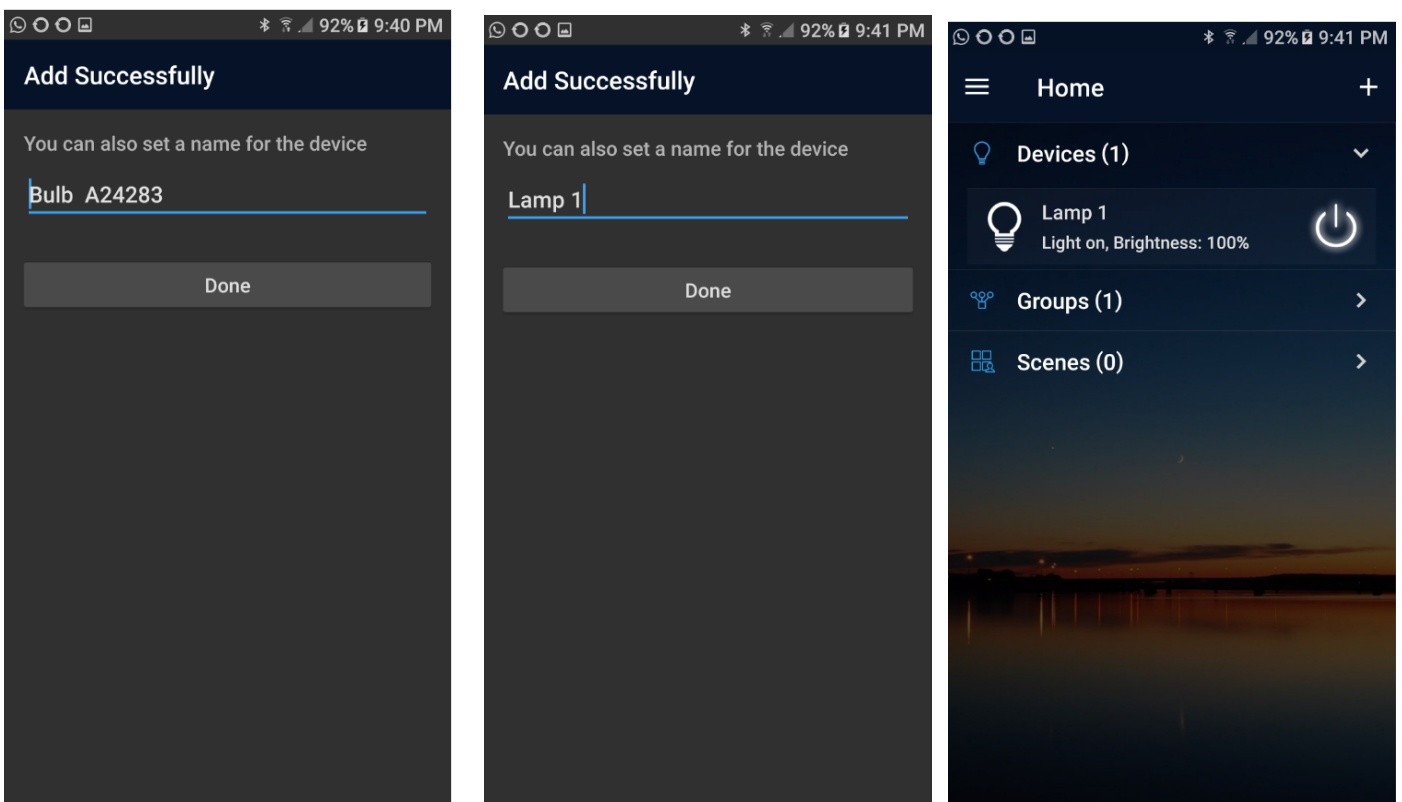 92% 9:40 PM
Add Successfully
You can also set a name for the device
Bulb  A24283
Done
92% 9:41 PM
Add Successfully
You can also set a name for the device
Lamp 1
Done
92% 9:41 PM
Home
Devices (1)
Lamp 1
Light on, Brightness: 100%
Groups (1)
Scenes (0)